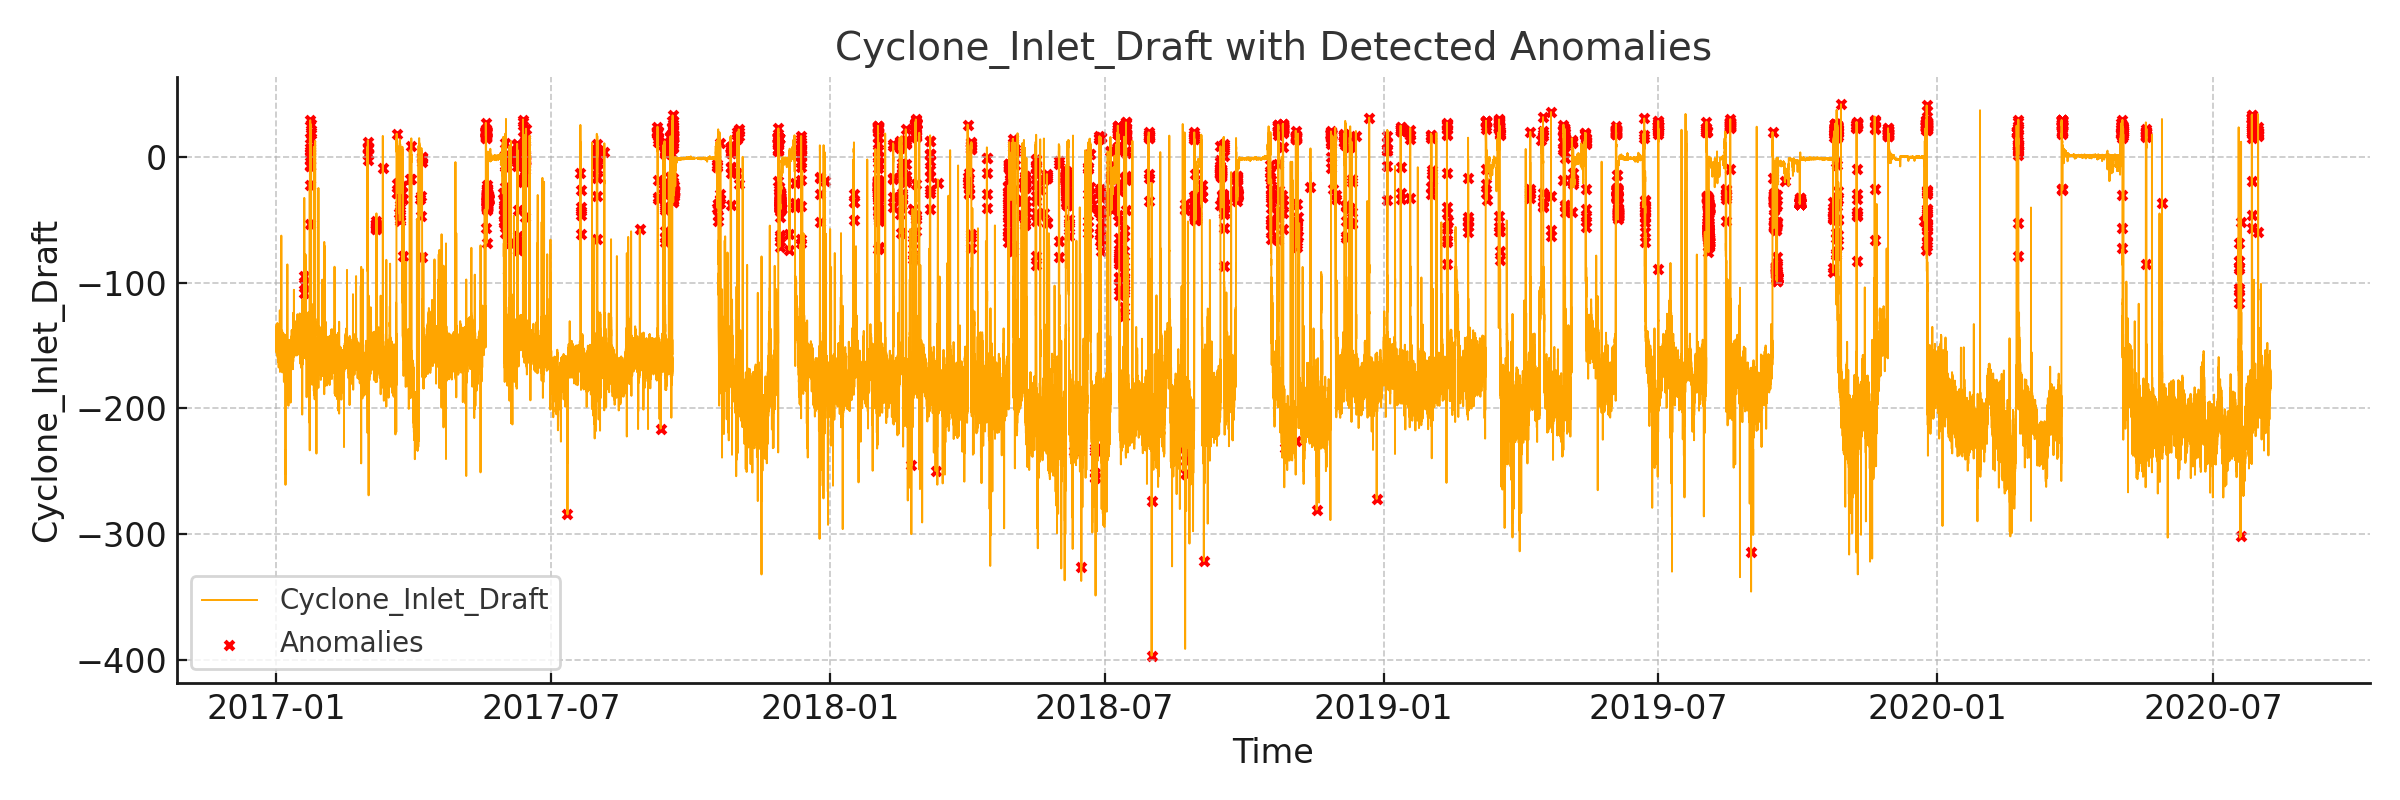 Cyclone_Inlet_Draft with Detected Anomalies
Cyclone_Inlet_Draft
0
−100
−200
−300
−400
Cyclone_Inlet_Draft
Anomalies
2017-01
2017-07
2018-01
2018-07
2019-01
2019-07
2020-01
2020-07
Time